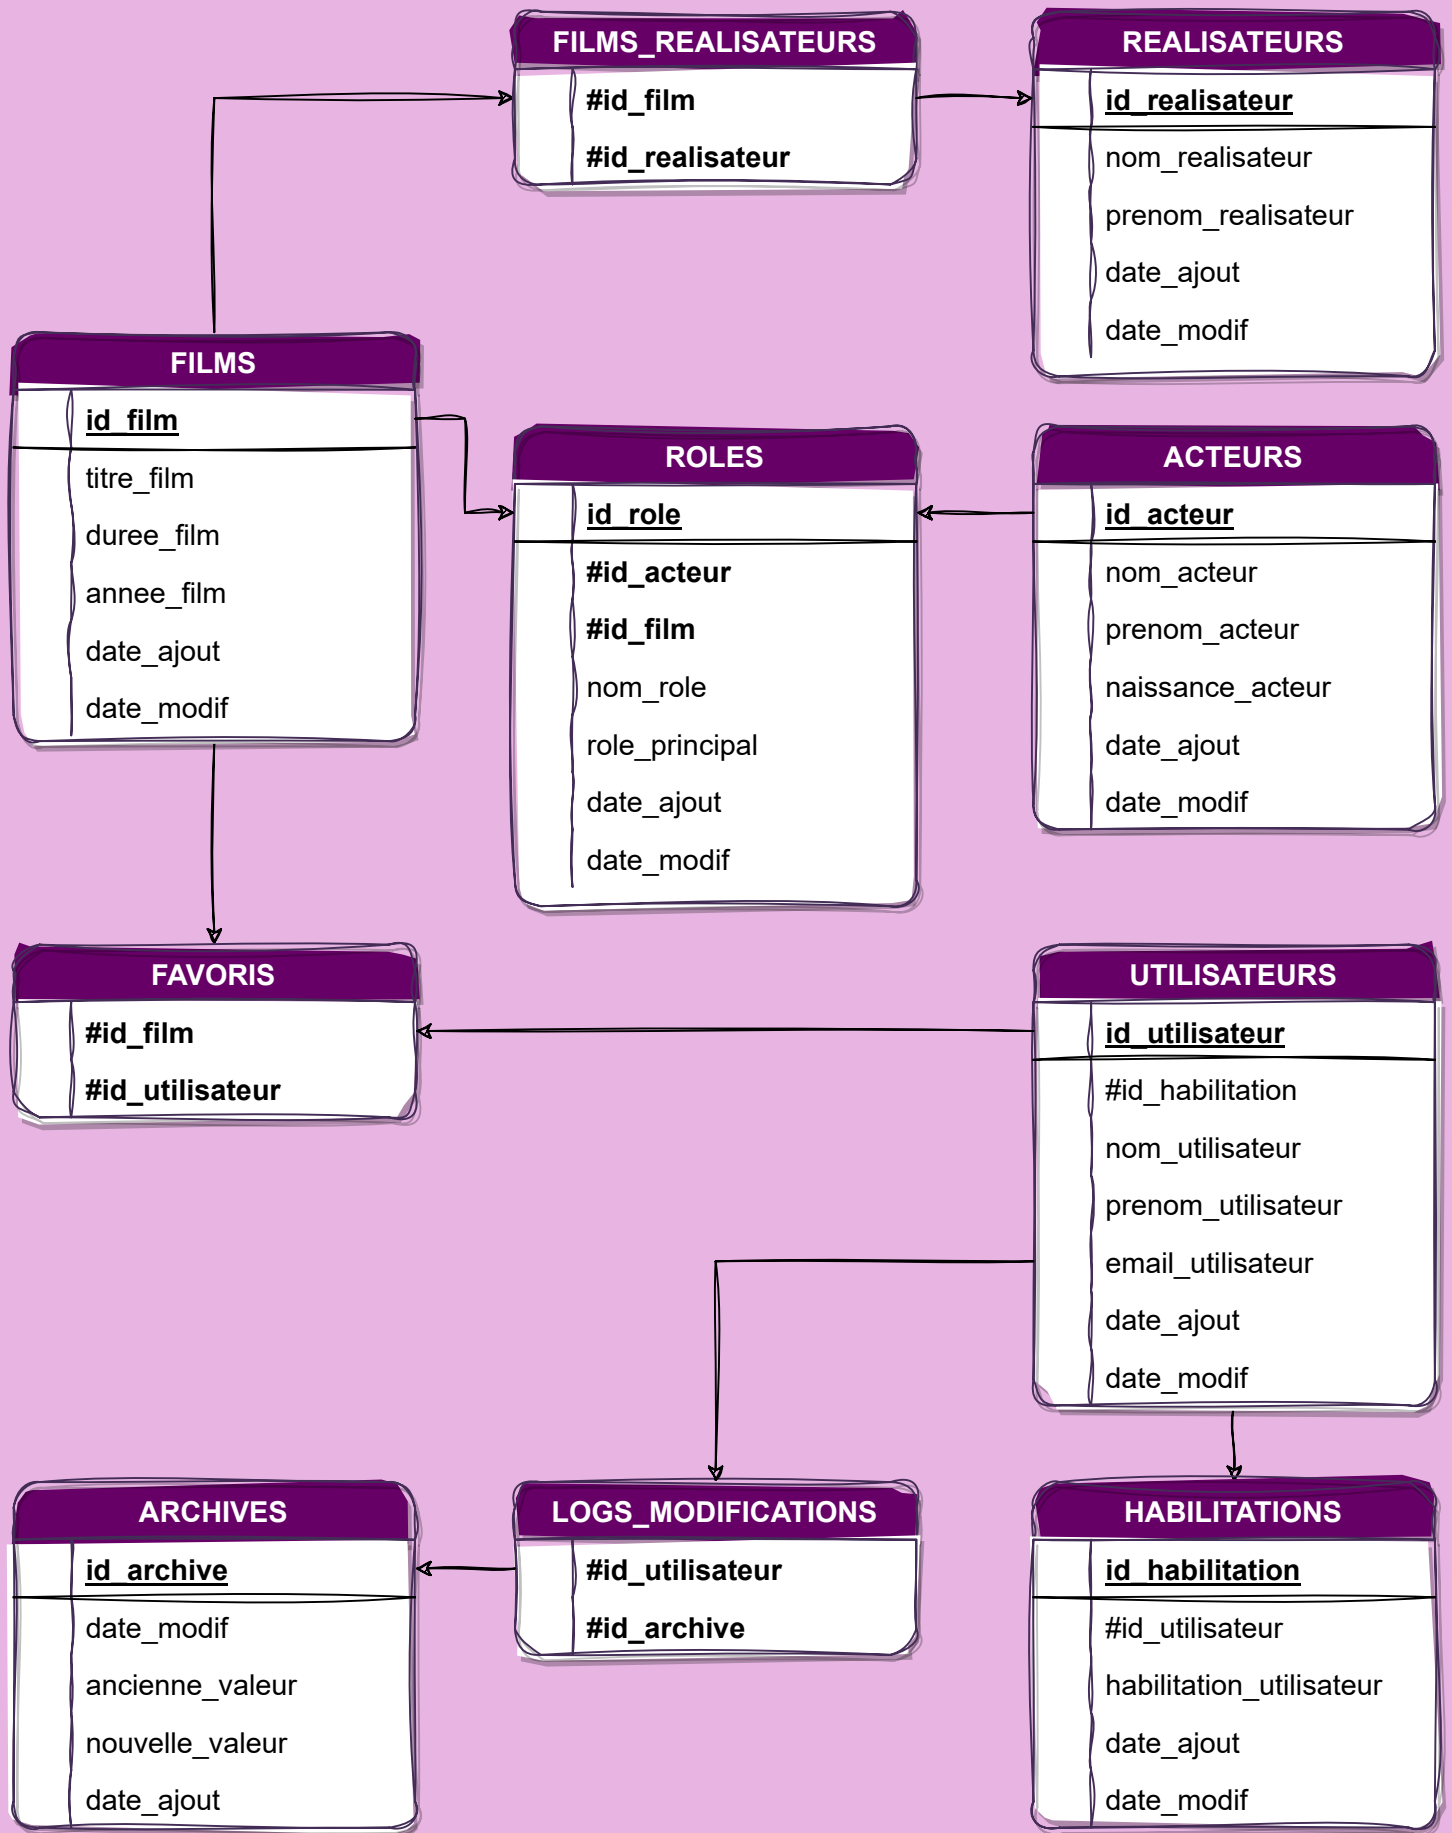 FILMS_REALISATEURS
#id_film
#id_realisateur
REALISATEURS
id_realisateur
nom_realisateur
prenom_realisateur
date_ajout
date_modif
FILMS
id_film
titre_film
duree_film
annee_film
date_ajout
date_modif
ROLES
id_role
#id_acteur
#id_film
nom_role
role_principal
date_ajout
date_modif
ACTEURS
id_acteur
nom_acteur
prenom_acteur
naissance_acteur
date_ajout
date_modif
FAVORIS
#id_film
#id_utilisateur
UTILISATEURS
id_utilisateur
#id_habilitation
nom_utilisateur
prenom_utilisateur
email_utilisateur
date_ajout
date_modif
ARCHIVES
id_archive
date_modif
ancienne_valeur
nouvelle_valeur
date_ajout
LOGS_MODIFICATIONS
#id_utilisateur
#id_archive
HABILITATIONS
id_habilitation
#id_utilisateur
habilitation_utilisateur
date_ajout
date_modif